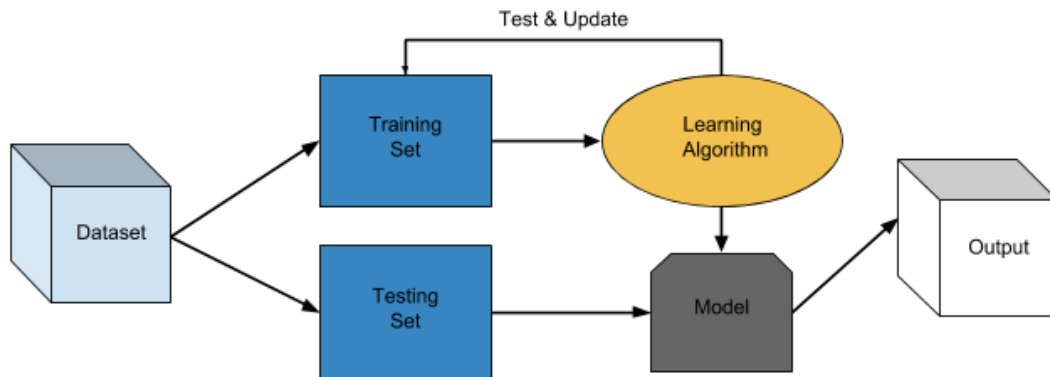 Test & Update
Training
Set
Learning
Algorithm
Dataset
Output
Testing
Set
Model